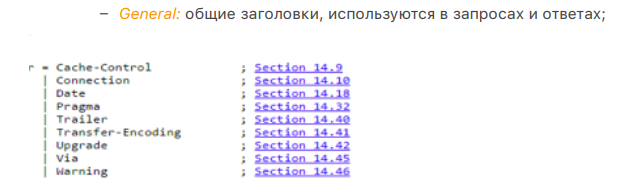 – General: общие заголовки, используются в запросах и ответах;
r = Cache-Control ; Section 14.9
| Connection ; Section 14.10
| Date ; Section 14.18
| Pragma ; Section 14.32
| Trailer ; Section 14.40
| Transfer-Encoding ; Section 14.41
| Upgrade ; Section 14.42
| Via ; Section 14.45
| Warning ; Section 14.46